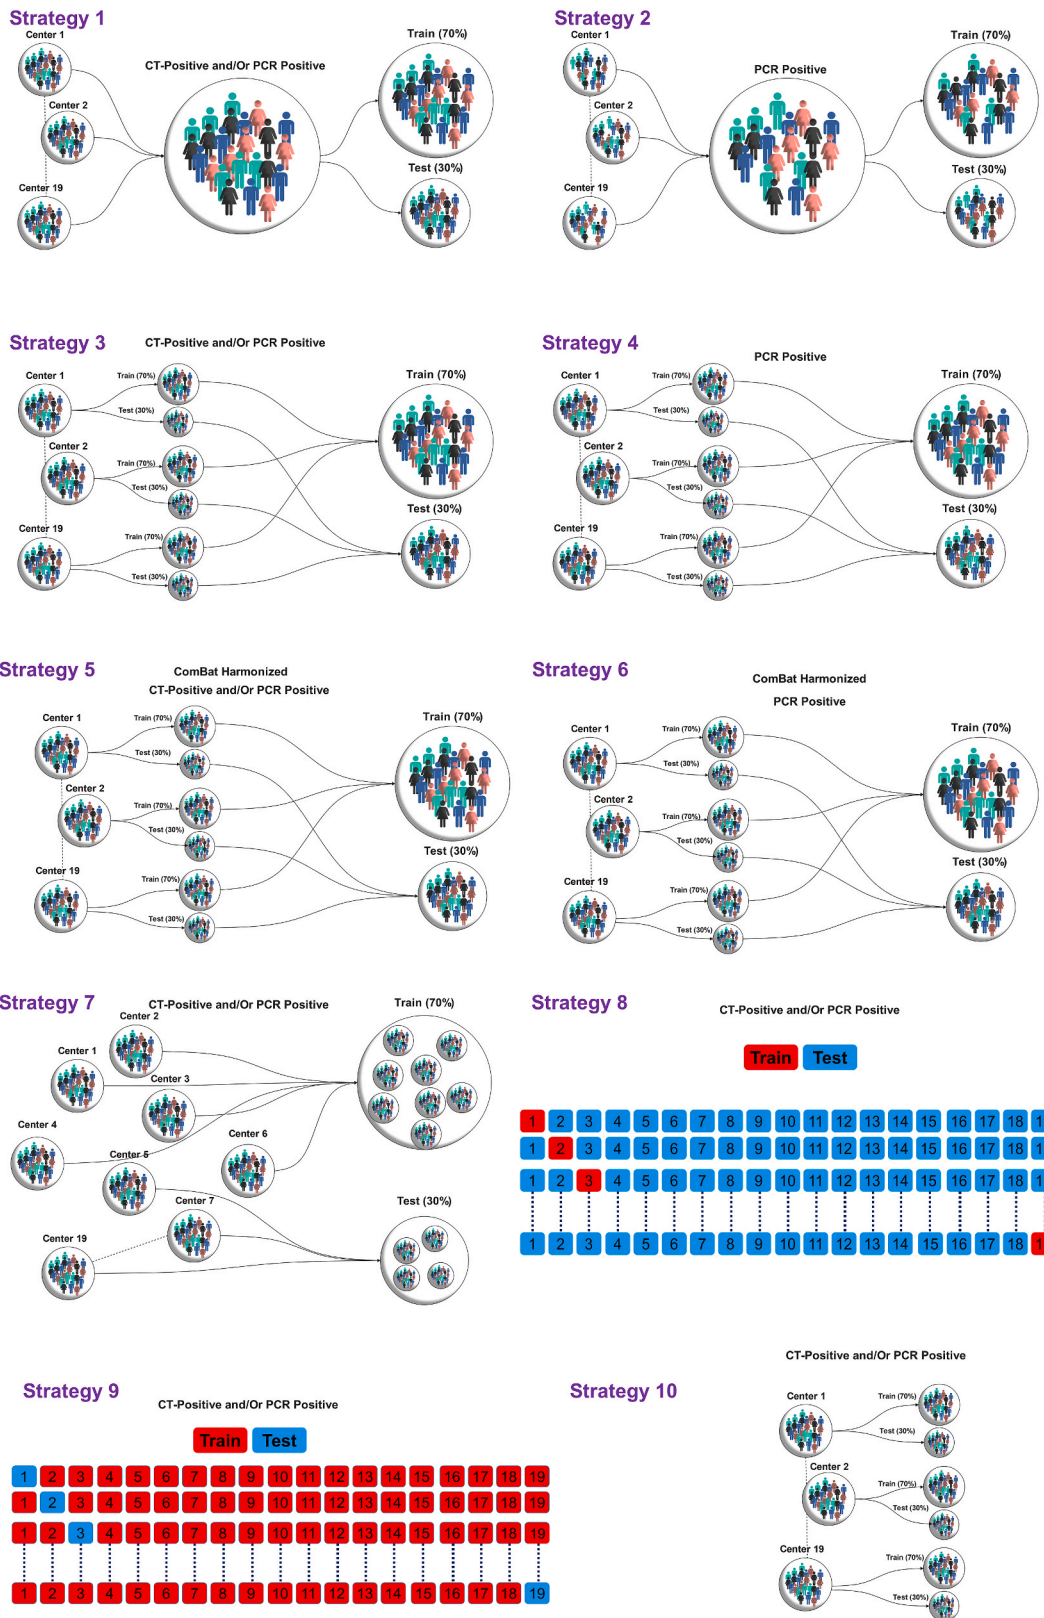 Strategy 1
Center 1
Center 2
Center 19
CT-Positive and/Or PCR Positive
Train (70%)
Test (30%)
Strategy 2
Center 1
Center 2
Center 19
PCR Positive
Train (70%)
Test (30%)
Strategy 3
CT-Positive and/Or PCR Positive
Center 1
Train (70%)
Test (30%)
Center 2
Train (70%)
Test (30%)
Center 19
Train (70%)
Test (30%)
Train (70%)
Test (30%)
Strategy 4
PCR Positive
Center 1
Train (70%)
Test (30%)
Center 2
Train (70%)
Test (30%)
Center 19
Train (70%)
Test (30%)
Train (70%)
Test (30%)
Strategy 5
ComBat Harmonized
CT-Positive and/Or PCR Positive
Center 1
Train (70%)
Test (30%)
Center 2
Train (70%)
Test (30%)
Center 19
Train (70%)
Test (30%)
Train (70%)
Test (30%)
Strategy 6
ComBat Harmonized
PCR Positive
Center 1
Train (70%)
Test (30%)
Center 2
Train (70%)
Test (30%)
Center 19
Train (70%)
Test (30%)
Train (70%)
Test (30%)
Strategy 7
CT-Positive and/Or PCR Positive
Center 2
Center 1
Center 3
Center 4
Center 5
Center 6
Center 7
Center 19
Train (70%)
Test (30%)
Strategy 8
CT-Positive and/Or PCR Positive
Train Test
1 2 3 4 5 6 7 8 9 10 11 12 13 14 15 16 17 18 1
1 2 3 4 5 6 7 8 9 10 11 12 13 14 15 16 17 18 1
1 2 3 4 5 6 7 8 9 10 11 12 13 14 15 16 17 18 1
1 2 3 4 5 6 7 8 9 10 11 12 13 14 15 16 17 18 1
Strategy 9
CT-Positive and/Or PCR Positive
Train Test
1 2 3 4 5 6 7 8 9 10 11 12 13 14 15 16 17 18 19
1 2 3 4 5 6 7 8 9 10 11 12 13 14 15 16 17 18 19
1 2 3 4 5 6 7 8 9 10 11 12 13 14 15 16 17 18 19
1 2 3 4 5 6 7 8 9 10 11 12 13 14 15 16 17 18 19
Strategy 10
CT-Positive and/Or PCR Positive
Center 1
Train (70%)
Test (30%)
Center 2
Train (70%)
Test (30%)
Center 19
Train (70%)
Test (30%)